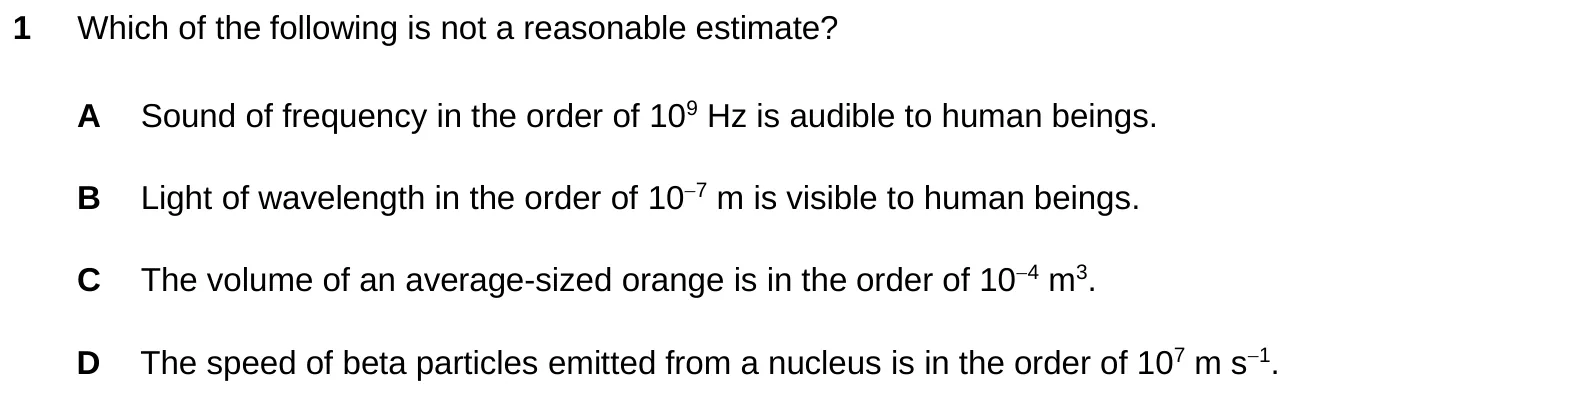 1 Which of the following is not a reasonable estimate?
A Sound of frequency in the order of 10⁹ Hz is audible to human beings.
B Light of wavelength in the order of 10⁻⁷ m is visible to human beings.
C The volume of an average-sized orange is in the order of 10⁻⁴ m³.
D The speed of beta particles emitted from a nucleus is in the order of 10⁷ m s⁻¹.